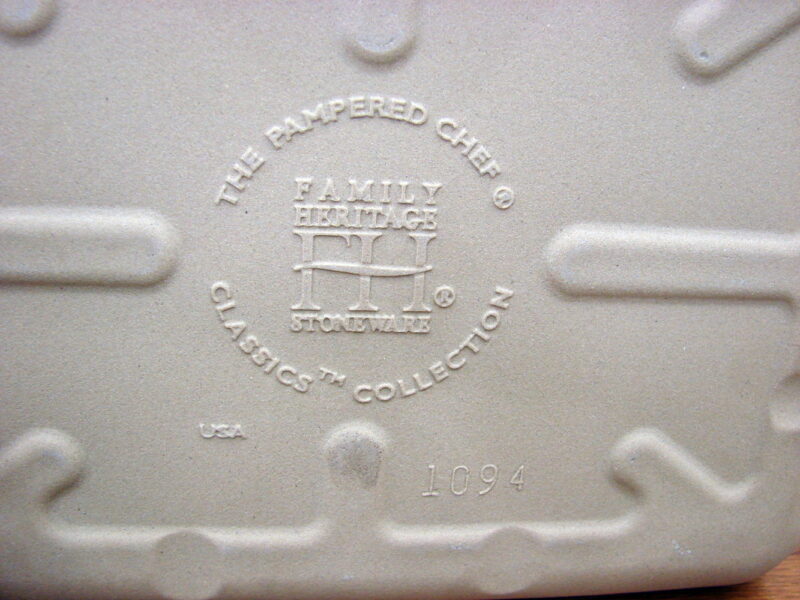 THE PAMPERED CHEF®
FAMILY
HERITAGE
FH®
STONEWARE
CLASSICS™ COLLECTION
USA
1094